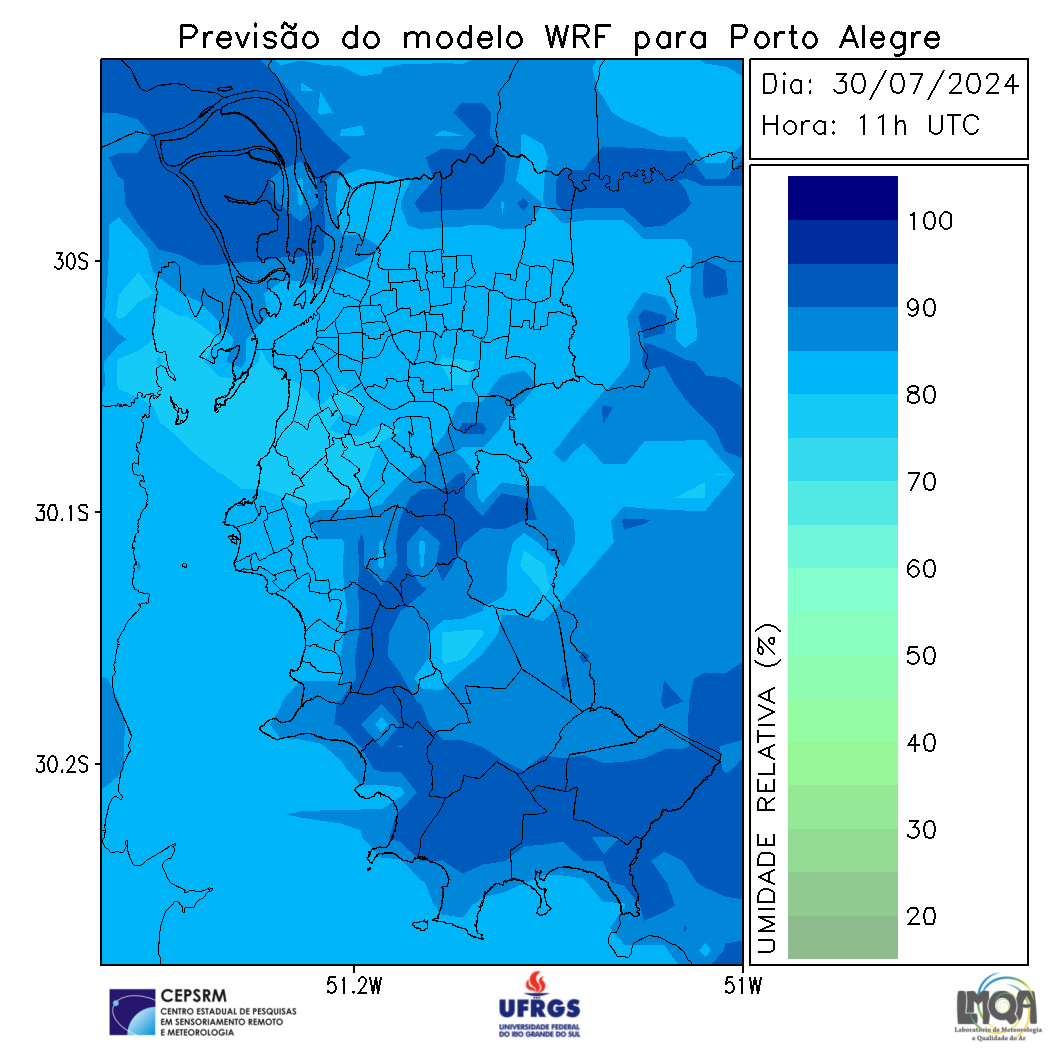 Previsão do modelo WRF para Porto Alegre
Dia: 30/07/2024
Hora: 11h UTC
30S
30.1S
30.2S
51.2W
51W
UMIDADE RELATIVA (%)
100
90
80
70
60
50
40
30
20
CEPSRM
CENTRO ESTADUAL DE PESQUISAS
EM SENSORIAMENTO REMOTO
E METEOROLOGIA
UFRGS
UNIVERSIDADE FEDERAL
DO RIO GRANDE DO SUL
LMQA
Laboratório de Meteorologia
e Qualidade do Ar